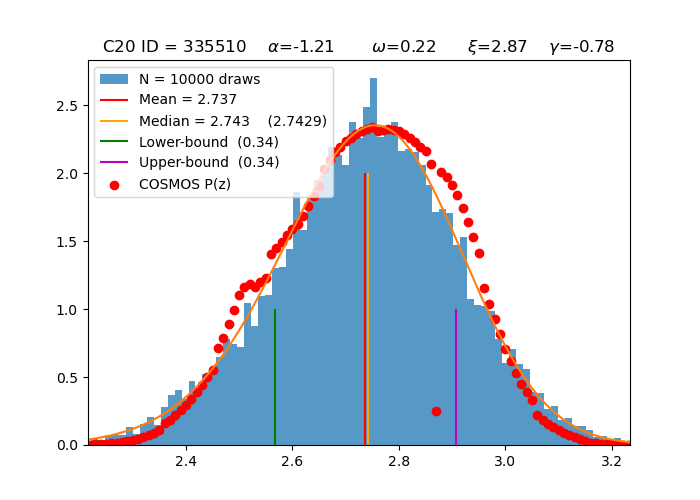 C20 ID = 335510 α=-1.21 ω=0.22 ξ=2.87 γ=-0.78
N = 10000 draws
Mean = 2.737
Median = 2.743 (2.7429)
Lower-bound (0.34)
Upper-bound (0.34)
COSMOS P(z)
2.5
2.0
1.5
1.0
0.5
0.0
2.4 2.6 2.8 3.0 3.2